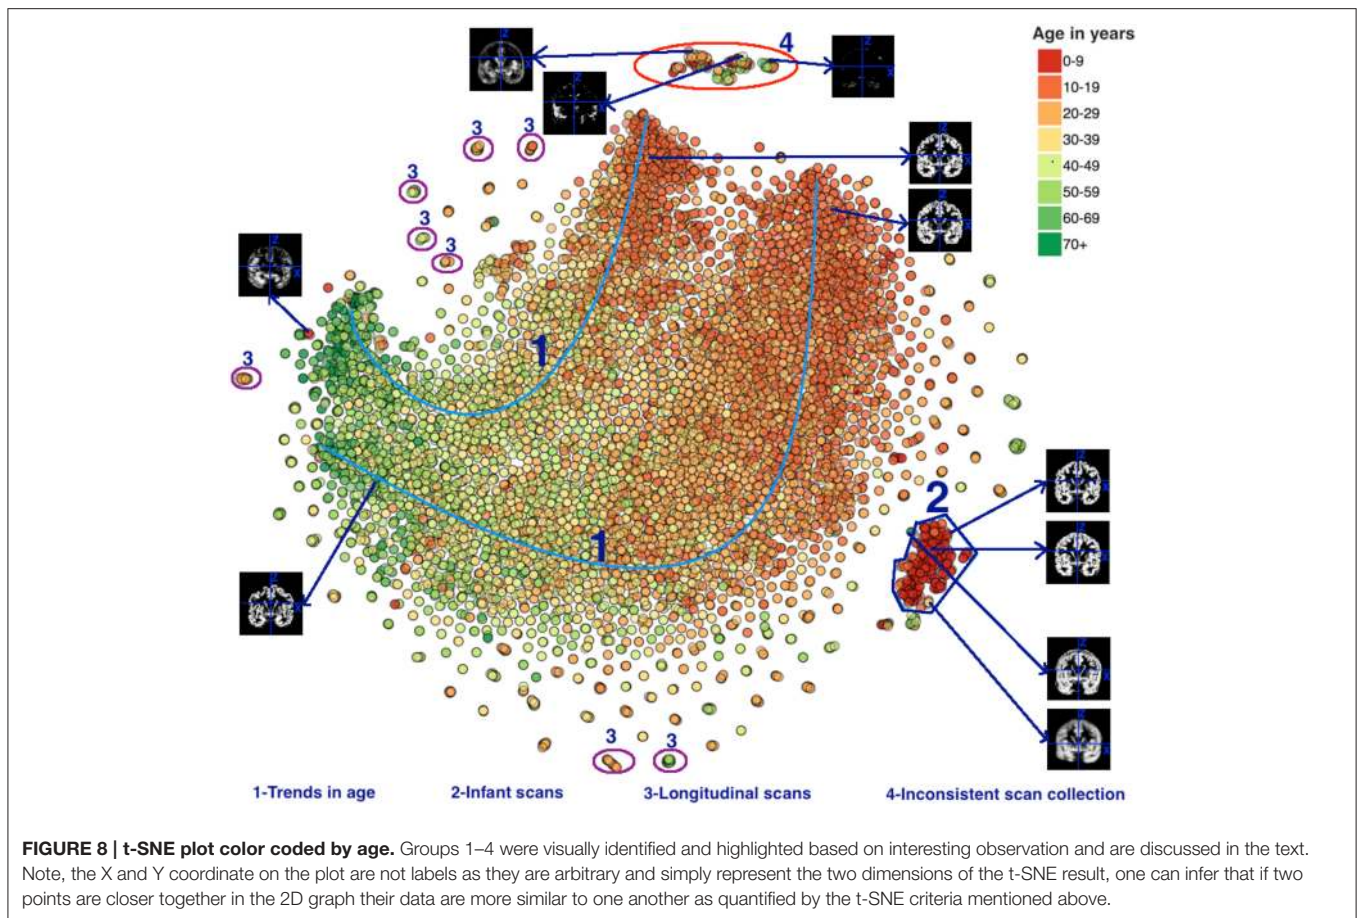 4
Age in years
0-9
10-19
20-29
30-39
40-49
50-59
60-69
70+
Z
X
Z
Z
X
3
3
Z
X
3
Z
X
3
3
Z
X
1
3
2
Z
X
1
Z
Z
X
Z
X
Z
X
3
3
1-Trends in age
2-Infant scans
3-Longitudinal scans
4-Inconsistent scan collection
FIGURE 8 | t-SNE plot color coded by age. Groups 1–4 were visually identified and highlighted based on interesting observation and are discussed in the text.
Note, the X and Y coordinate on the plot are not labels as they are arbitrary and simply represent the two dimensions of the t-SNE result, one can infer that if two
points are closer together in the 2D graph their data are more similar to one another as quantified by the t-SNE criteria mentioned above.